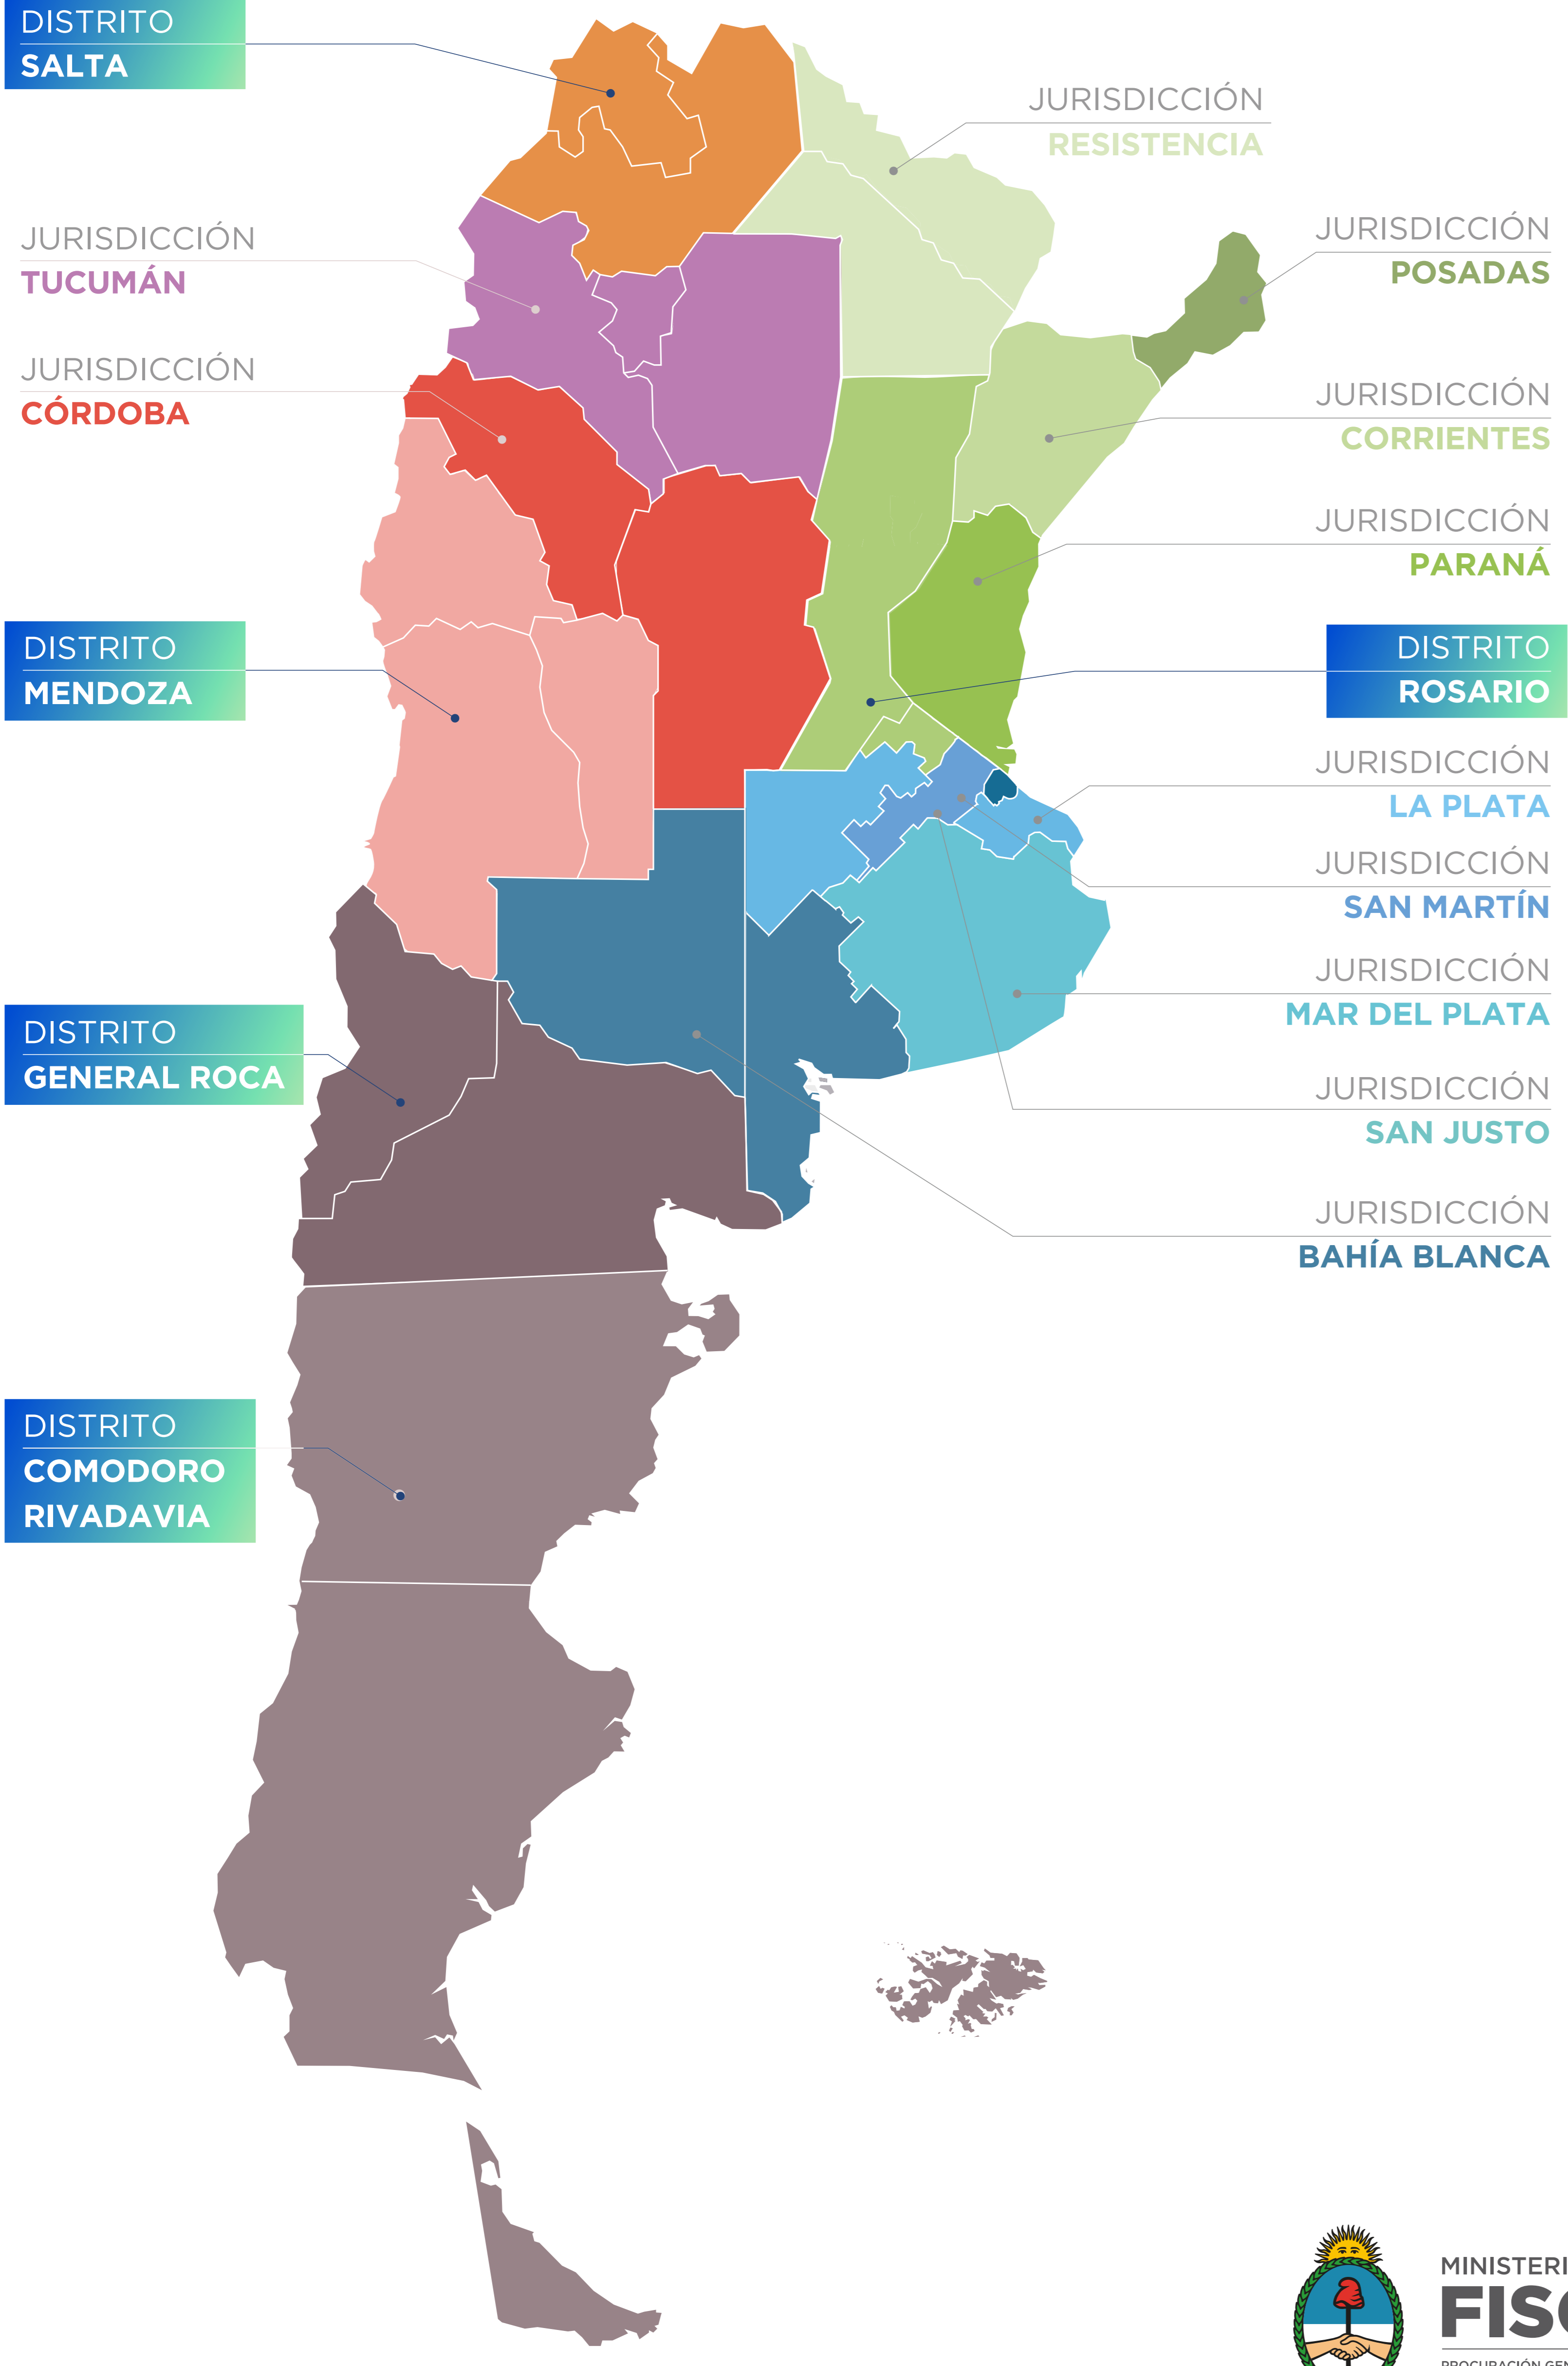 DISTRITO
SALTA
JURISDICCIÓN
RESISTENCIA
JURISDICCIÓN
TUCUMÁN
JURISDICCIÓN
POSADAS
JURISDICCIÓN
CÓRDOBA
JURISDICCIÓN
CORRIENTES
JURISDICCIÓN
PARANÁ
DISTRITO
MENDOZA
DISTRITO
ROSARIO
JURISDICCIÓN
LA PLATA
JURISDICCIÓN
SAN MARTÍN
JURISDICCIÓN
MAR DEL PLATA
DISTRITO
GENERAL ROCA
JURISDICCIÓN
SAN JUSTO
JURISDICCIÓN
BAHÍA BLANCA
DISTRITO
COMODORO
RIVADAVIA
MINISTERI
FISC